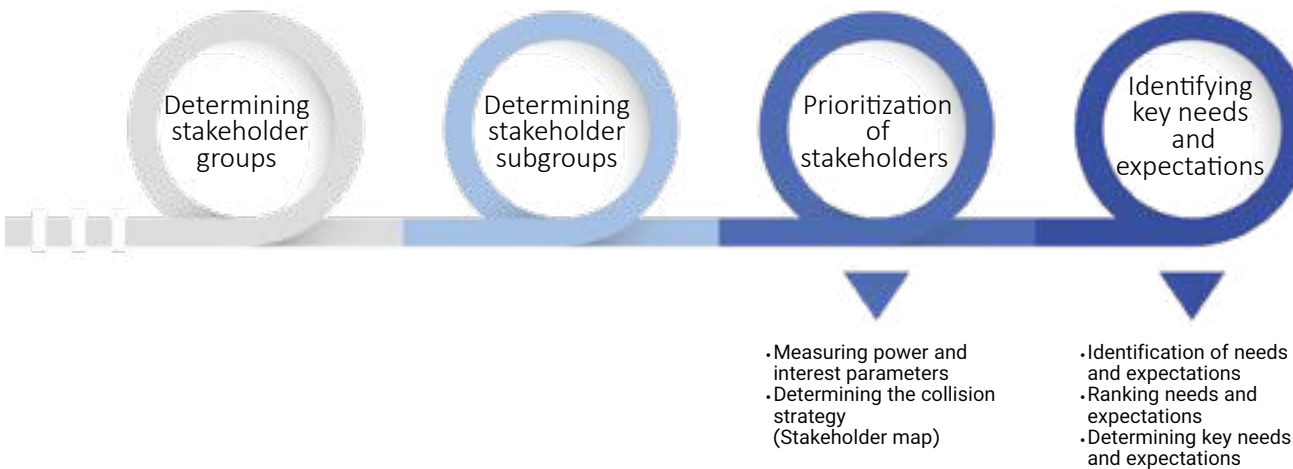 Determining
stakeholder
groups
Determining
stakeholder
subgroups
Prioritization
of
stakeholders
Identifying
key needs
and
expectations
•Measuring power and
interest parameters
•Determining the collision
strategy
(Stakeholder map)
•Identification of needs
and expectations
•Ranking needs and
expectations
•Determining key needs
and expectations